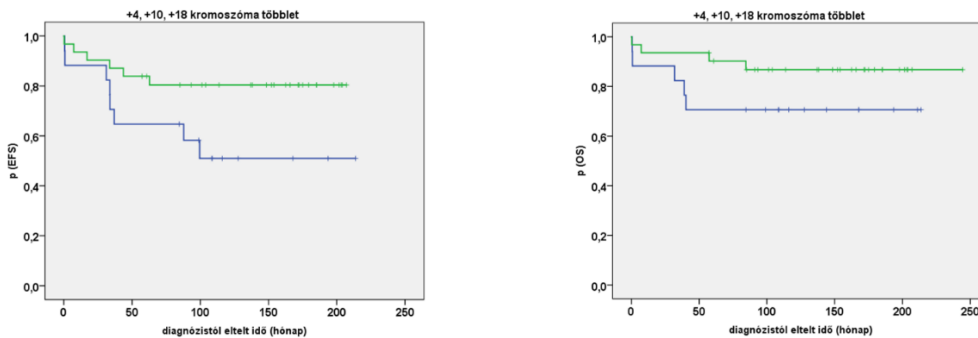 +4, +10, +18 kromoszóma többlet
1,0
0,8
0,6
0,4
0,2
0,0
p (EFS)
0 50 100 150 200 250
diagnózistól eltelt idő (hónap)
+4, +10, +18 kromoszóma többlet
1,0
0,8
0,6
0,4
0,2
0,0
p (OS)
0 50 100 150 200 250
diagnózistól eltelt idő (hónap)